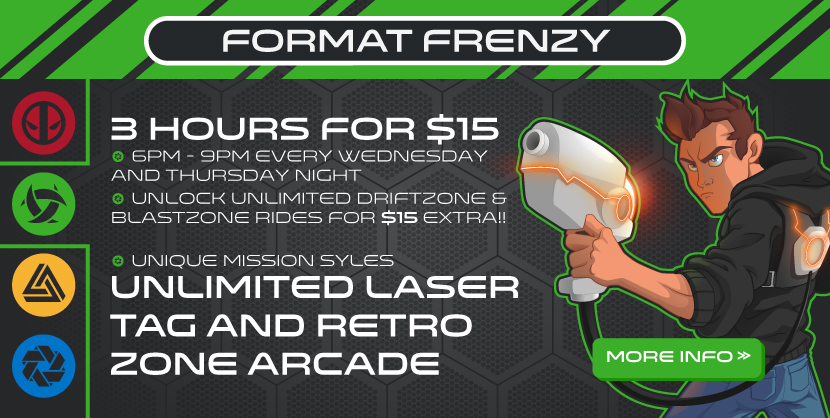 FORMAT FRENZY
3 HOURS FOR $15
6PM - 9PM EVERY WEDNESDAY
AND THURSDAY NIGHT
UNLOCK UNLIMITED DRIFTZONE &
BLASTZONE RIDES FOR $15 EXTRA!!
UNIQUE MISSION SYLES
UNLIMITED LASER
TAG AND RETRO
ZONE ARCADE
MORE INFO »